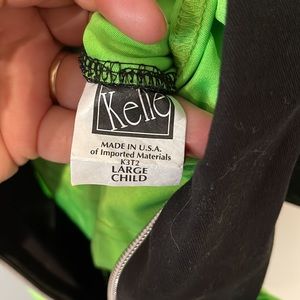 Kelle
MADE IN U.S.A.
of Imported Materials
K3T2
LARGE
CHILD